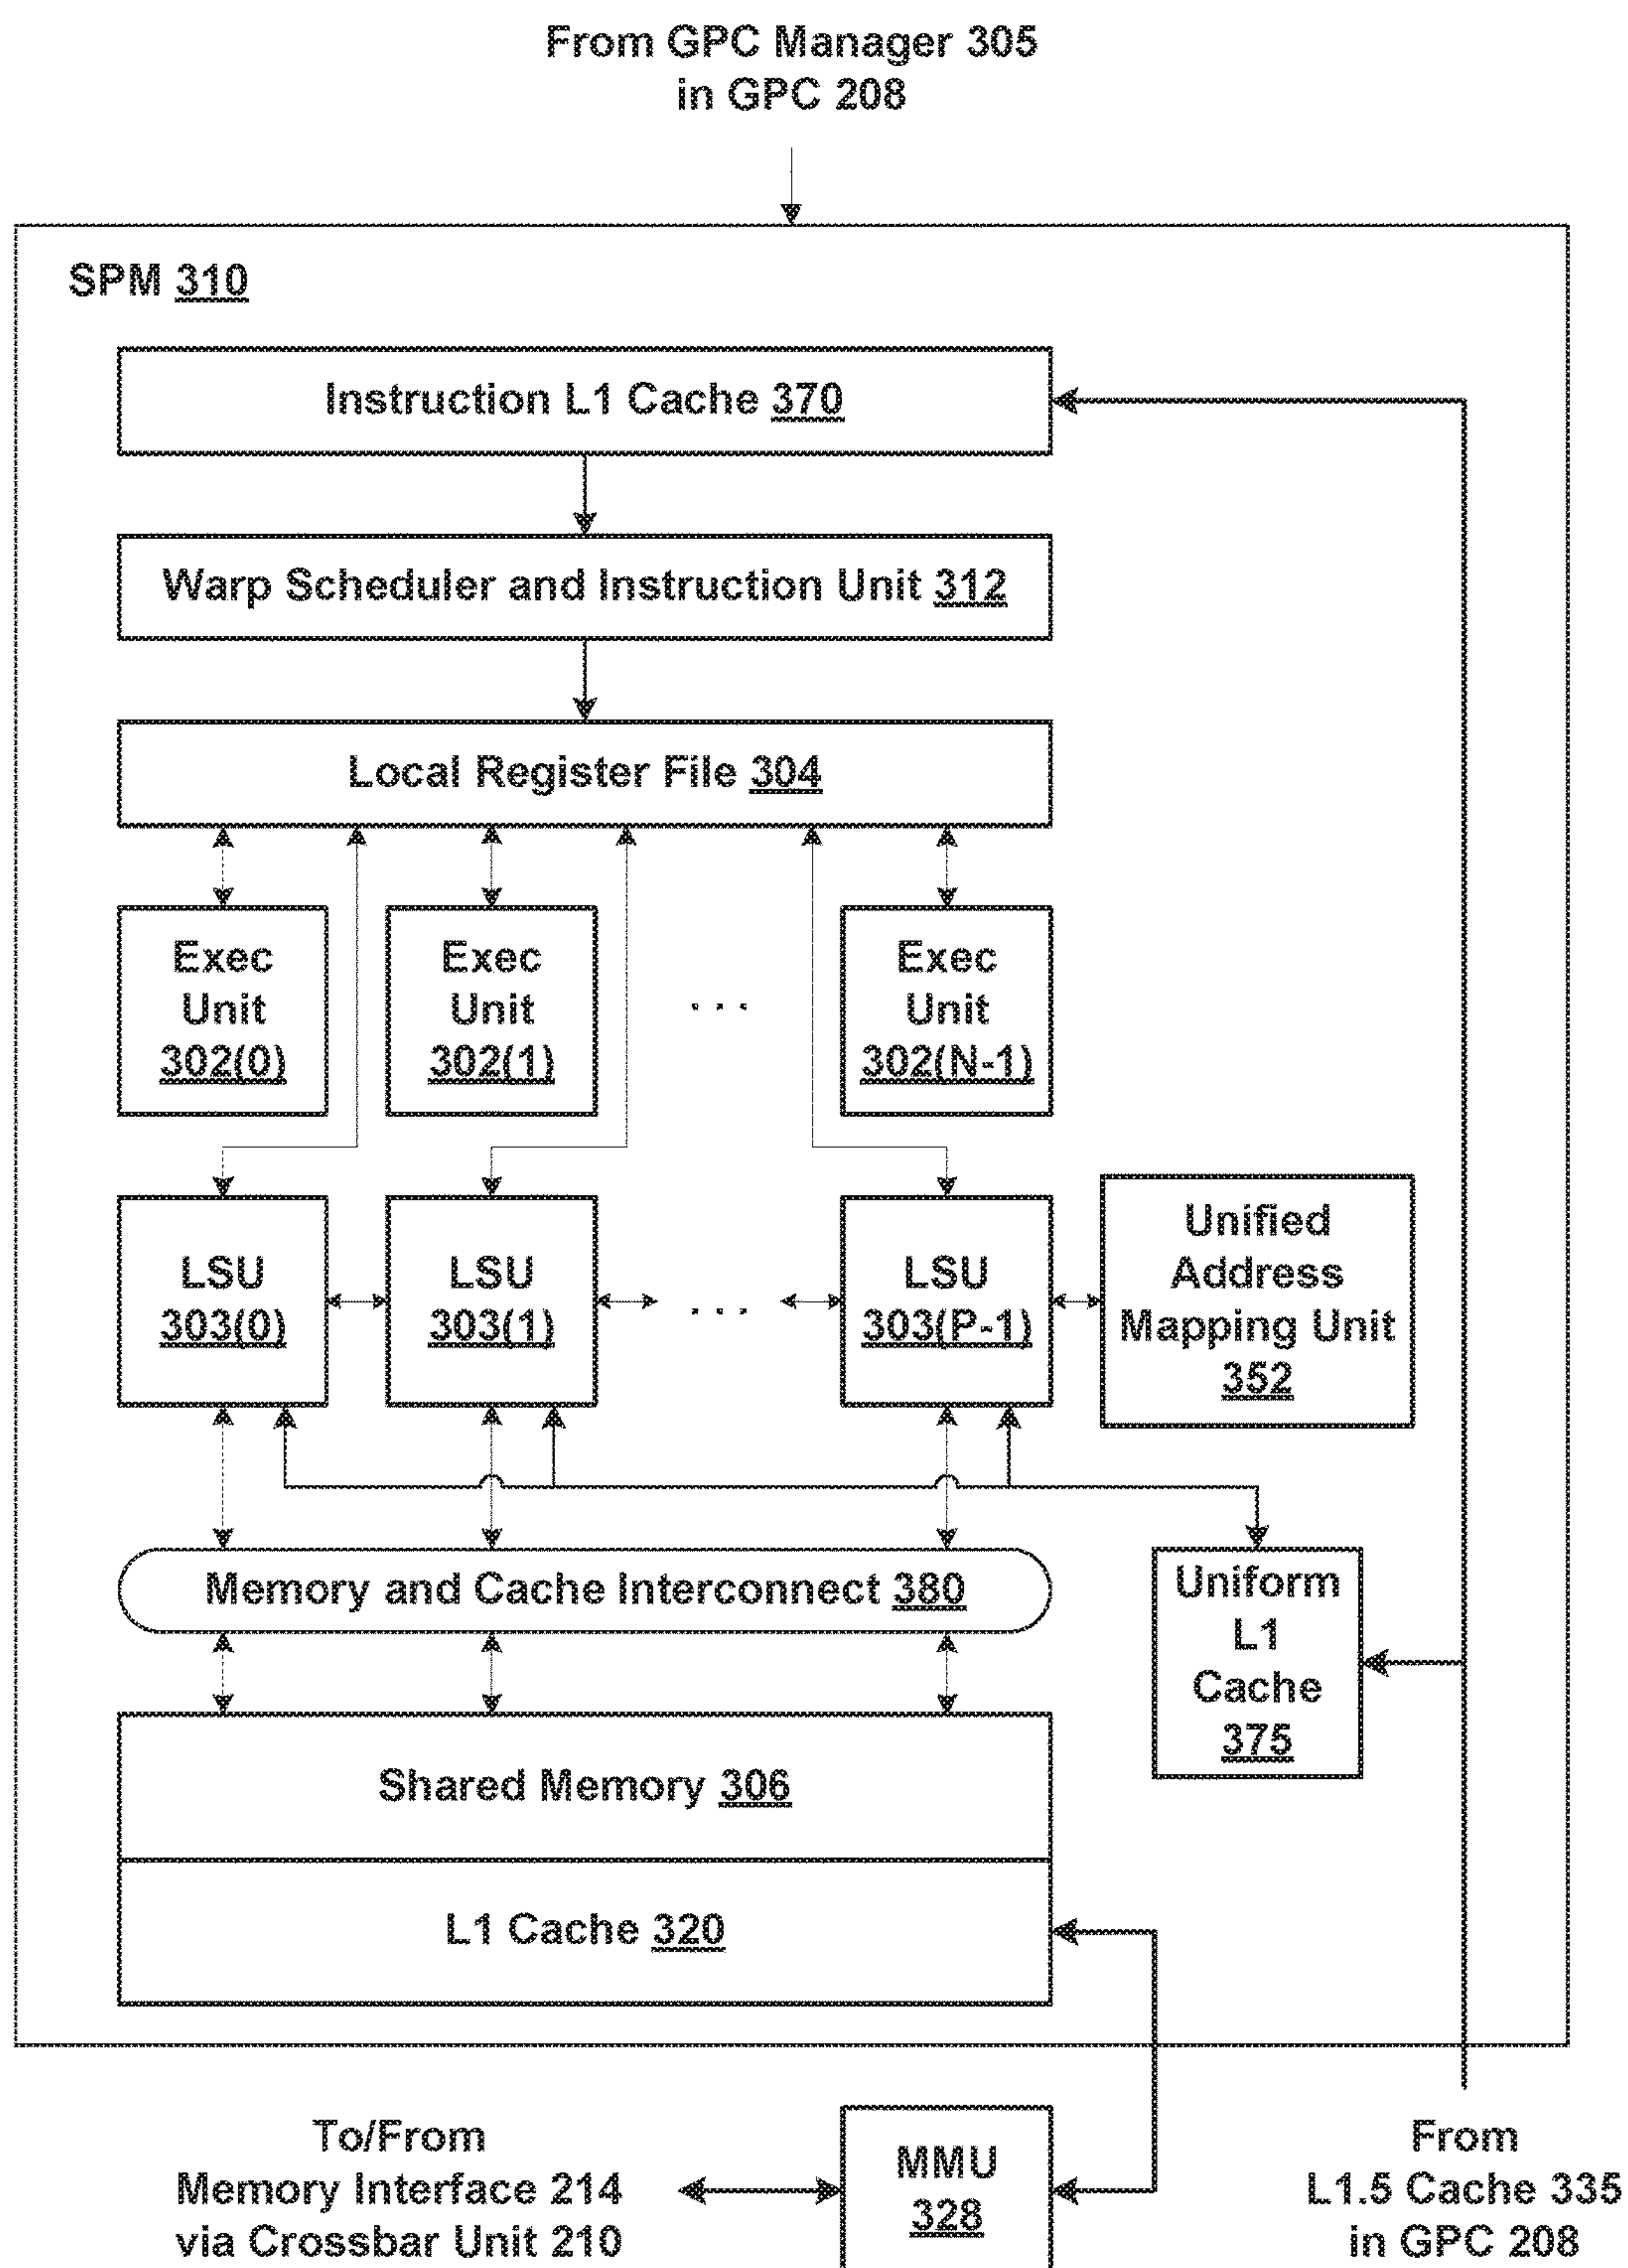 From GPC Manager 305
in GPC 208
SPM 310
Instruction L1 Cache 370
Warp Scheduler and Instruction Unit 312
Local Register File 304
Exec
Unit
302(0)
Exec
Unit
302(1)
. . .
Exec
Unit
302(N-1)
LSU
303(0)
LSU
303(1)
. . .
LSU
303(P-1)
Unified
Address
Mapping Unit
352
Memory and Cache Interconnect 380
Uniform
L1
Cache
375
Shared Memory 306
L1 Cache 320
To/From
Memory Interface 214
via Crossbar Unit 210
MMU
328
From
L1.5 Cache 335
in GPC 208